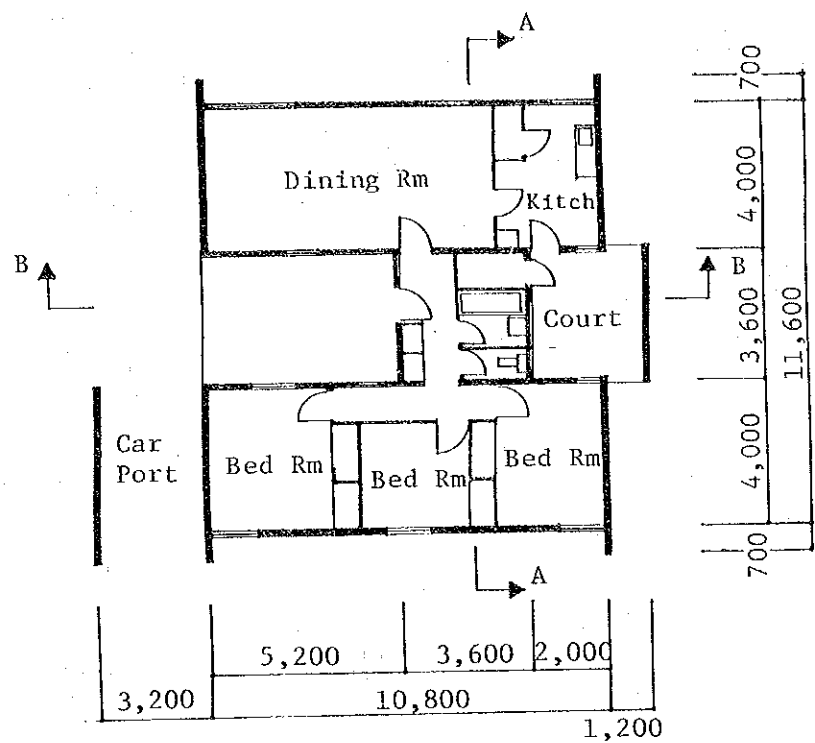 A
700
Dining Rm
Kitch
4,000
B
B
Court
3,600
11,600
Car
Port
Bed Rm
Bed Rm
Bed Rm
4,000
A
700
5,200
3,600
2,000
3,200
10,800
1,200